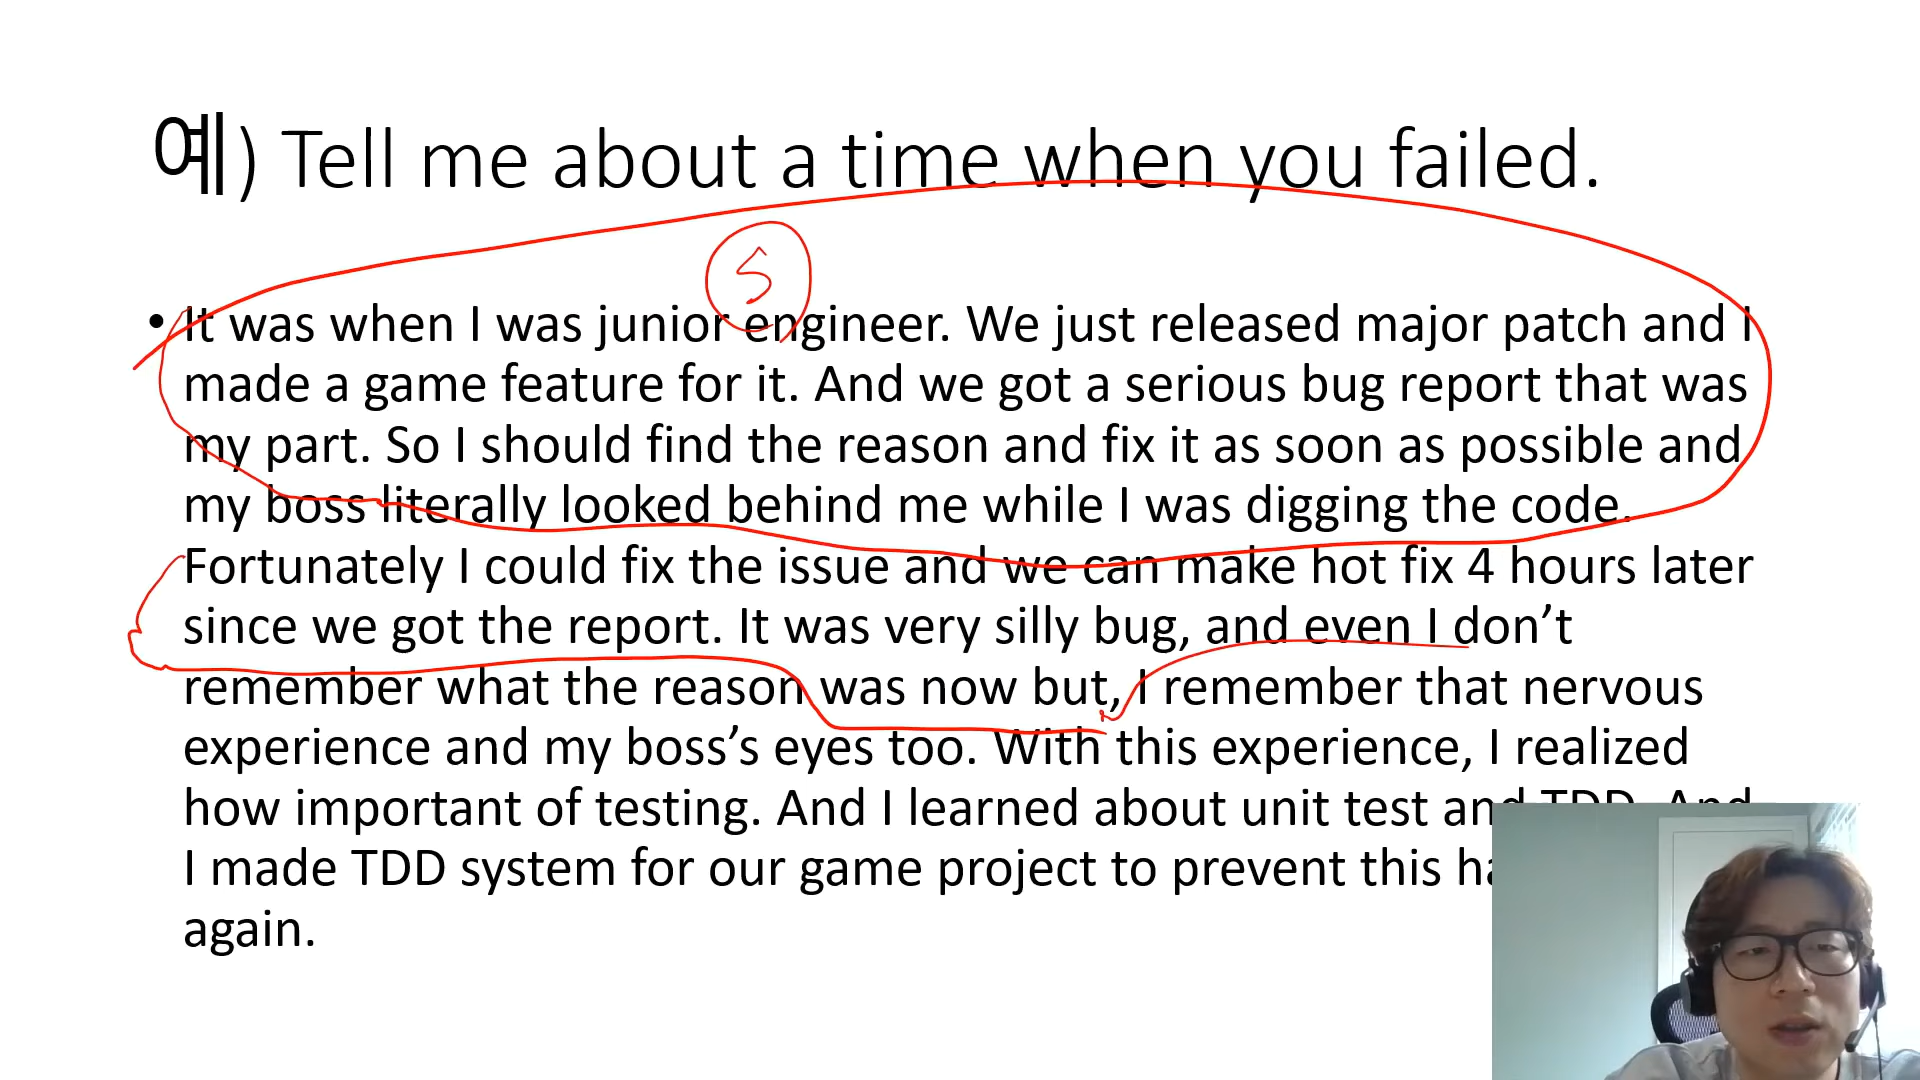 예) Tell me about a time when you failed.
S
• It was when I was junior engineer. We just released major patch and I
made a game feature for it. And we got a serious bug report that was
my part. So I should find the reason and fix it as soon as possible and
my boss literally looked behind me while I was digging the code.
Fortunately I could fix the issue and we can make hot fix 4 hours later
since we got the report. It was very silly bug, and even I don’t
remember what the reason was now but, I remember that nervous
experience and my boss’s eyes too. With this experience, I realized
how important of testing. And I learned about unit test and TDD. And
I made TDD system for our game project to prevent this
again.